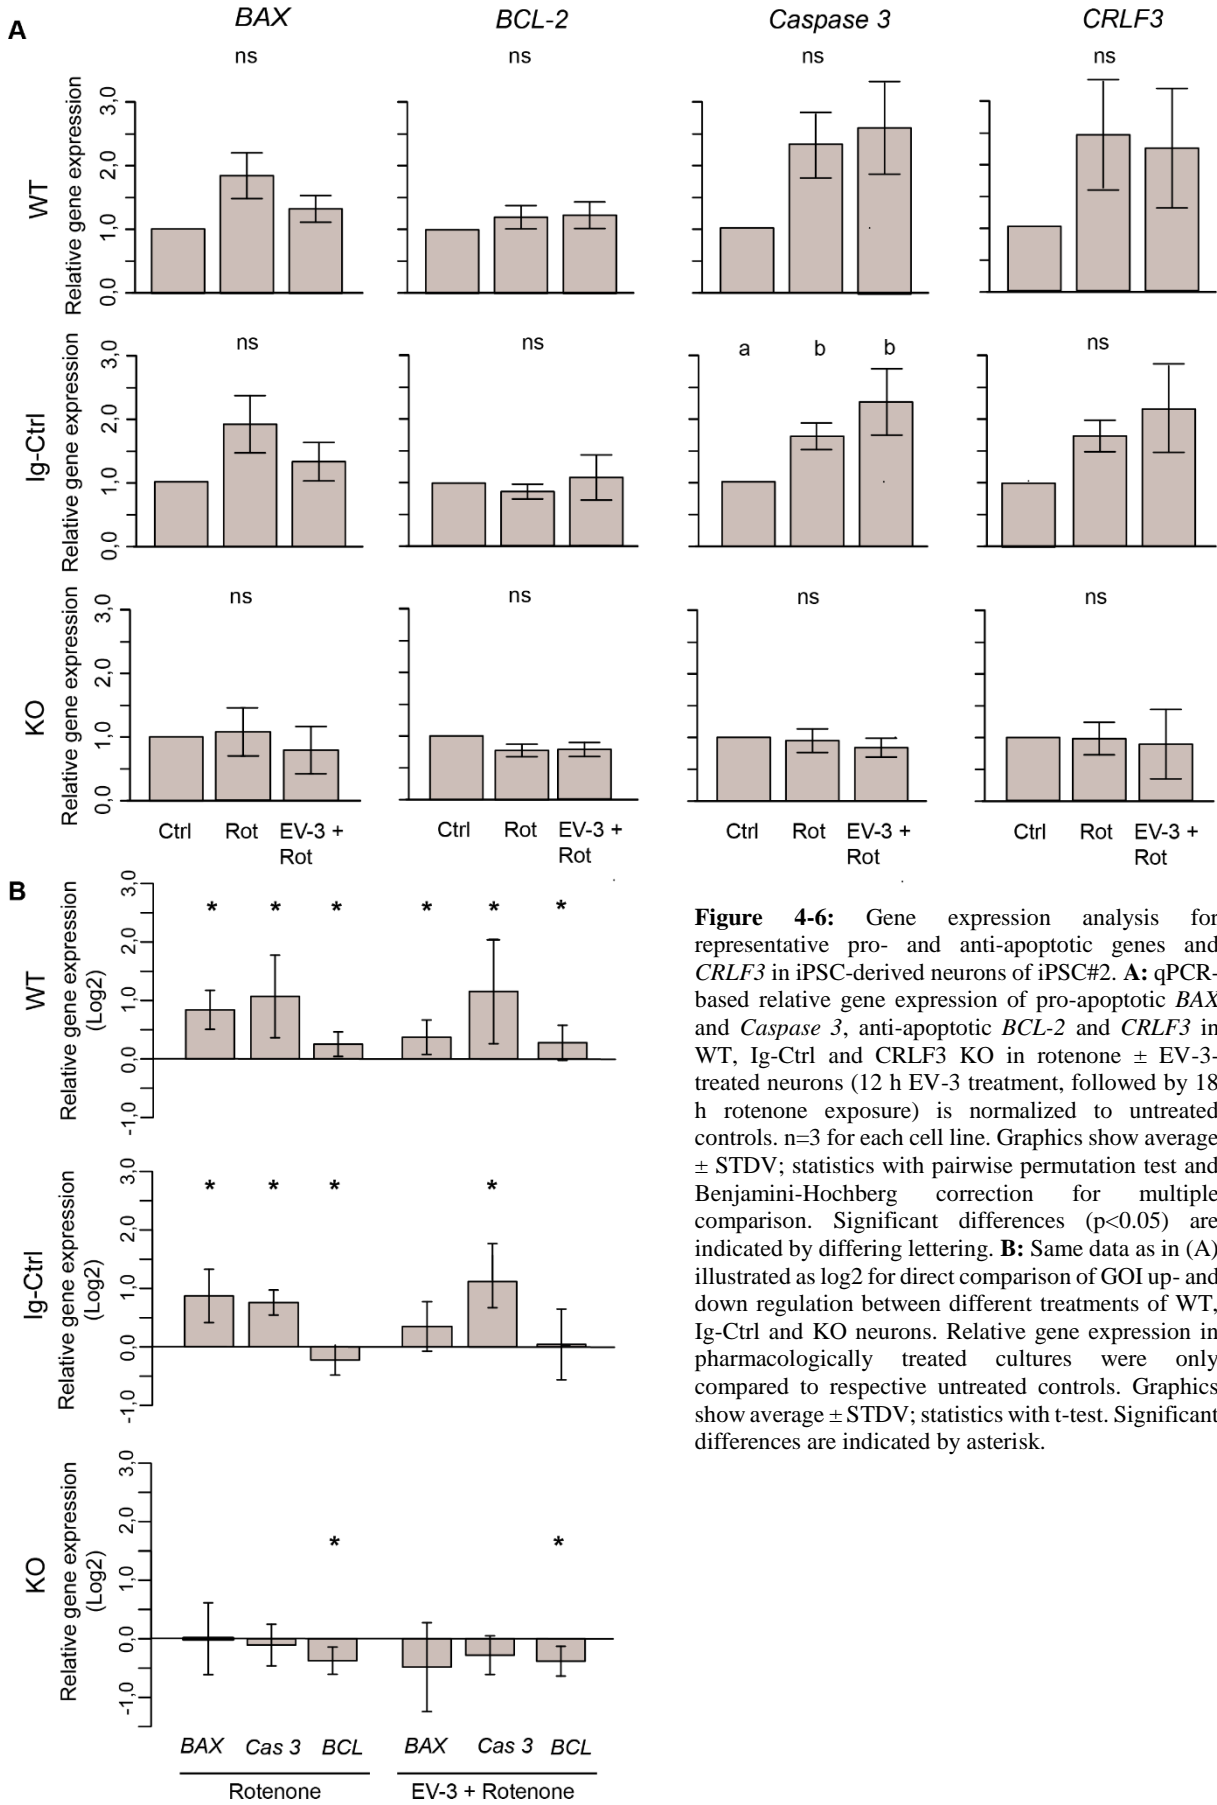 A
BAX BCL-2 Caspase 3 CRLF3
ns ns ns ns
WT
Relative gene expression
0,0 1,0 2,0 3,0
ns ns a b b ns
Ig-Ctrl
Relative gene expression
0,0 1,0 2,0 3,0
ns ns ns ns
KO
Relative gene expression
0,0 1,0 2,0 3,0
Ctrl Rot EV-3 + Ctrl Rot EV-3 + Ctrl Rot EV-3 + Ctrl Rot EV-3 +
Rot Rot Rot Rot
B
WT
Relative gene expression
(Log2)
-1,0 0,0 1,0 2,0 3,0
* * * * * *
Ig-Ctrl
Relative gene expression
(Log2)
-1,0 0,0 1,0 2,0 3,0
* * * *
KO
Relative gene expression
(Log2)
-1,0 0,0 1,0 2,0 3,0
* *
BAX Cas 3 BCL BAX Cas 3 BCL
Rotenone EV-3 + Rotenone
Figure 4-6: Gene expression analysis for
representative pro- and anti-apoptotic genes and
CRLF3 in iPSC-derived neurons of iPSC#2. A: qPCR-
based relative gene expression of pro-apoptotic BAX
and Caspase 3, anti-apoptotic BCL-2 and CRLF3 in
WT, Ig-Ctrl and CRLF3 KO in rotenone ± EV-3-
treated neurons (12 h EV-3 treatment, followed by 18
h rotenone exposure) is normalized to untreated
controls. n=3 for each cell line. Graphics show average
± STDV; statistics with pairwise permutation test and
Benjamini-Hochberg correction for multiple
comparison. Significant differences (p<0.05) are
indicated by differing lettering. B: Same data as in (A)
illustrated as log2 for direct comparison of GOI up- and
down regulation between different treatments of WT,
Ig-Ctrl and KO neurons. Relative gene expression in
pharmacologically treated cultures were only
compared to respective untreated controls. Graphics
show average ± STDV; statistics with t-test. Significant
differences are indicated by asterisk.